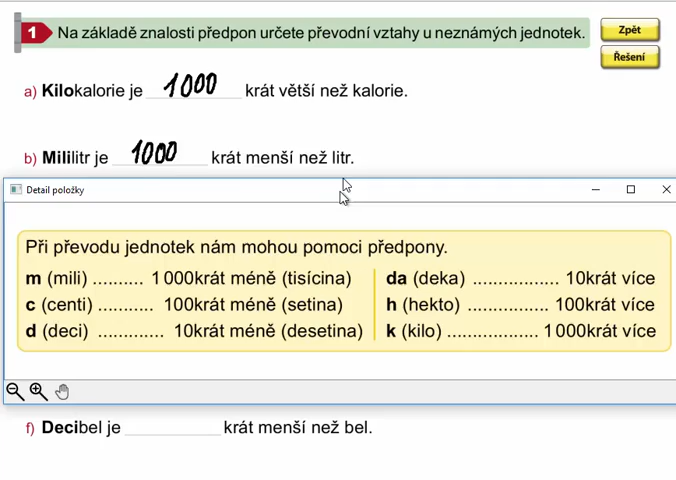 1 Na základě znalosti předpon určete převodní vztahy u neznámých jednotek.
Zpět
Řešení
a) Kilokalorie je 1000 krát větší než kalorie.
b) Mililitr je 1000 krát menší než litr.
Detail položky
Při převodu jednotek nám mohou pomoci předpony.
m (mili) .......... 1 000krát méně (tisícina)
c (centi) ........... 100krát méně (setina)
d (deci) ............. 10krát méně (desetina)
da (deka) ................. 10krát více
h (hekto) ................ 100krát více
k (kilo) .................. 1 000krát více
f) Decibel je ___________ krát menší než bel.